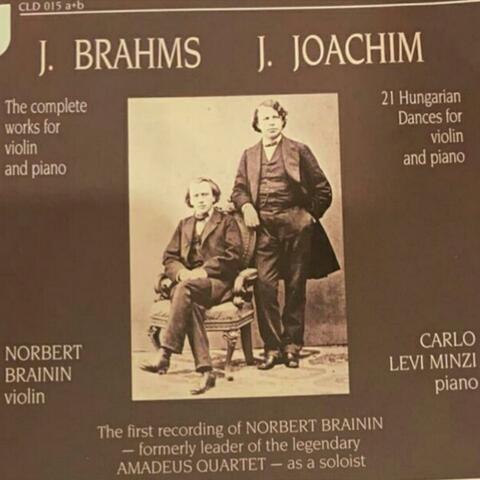 CLD 015 a+b
J. BRAHMS J. JOACHIM
The complete
works for
violin
and piano
21 Hungarian
Dances for
violin
and piano
NORBERT
BRAININ
violin
CARLO
LEVI MINZI
piano
The first recording of NORBERT BRAININ
— formerly leader of the legendary
AMADEUS QUARTET — as a soloist